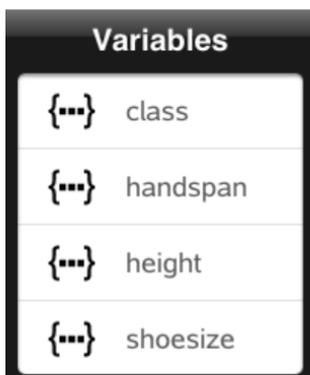 Variables
{...} class
{...} handspan
{...} height
{...} shoesize